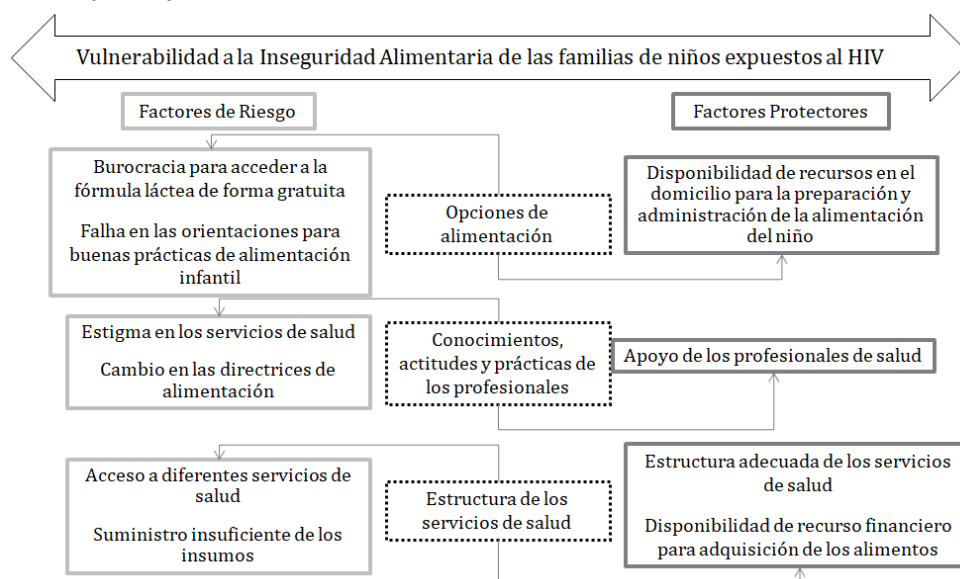 Vulnerabilidad a la Inseguridad Alimentaria de las familias de niños expuestos al HIV
Factores de Riesgo
Factores Protectores
Burocracia para acceder a la
fórmula láctea de forma gratuita
Falha en las orientaciones para
buenas prácticas de alimentación
infantil
Opciones de
alimentación
Disponibilidad de recursos en el
domicilio para la preparación y
administración de la alimentación
del niño
Estigma en los servicios de salud
Cambio en las directrices de
alimentación
Conocimientos,
actitudes y prácticas de
los profesionales
Apoyo de los profesionales de salud
Acceso a diferentes servicios de
salud
Suministro insuficiente de los
insumos
Estructura de los
servicios de salud
Estructura adecuada de los servicios
de salud
Disponibilidad de recurso financiero
para adquisición de los alimentos